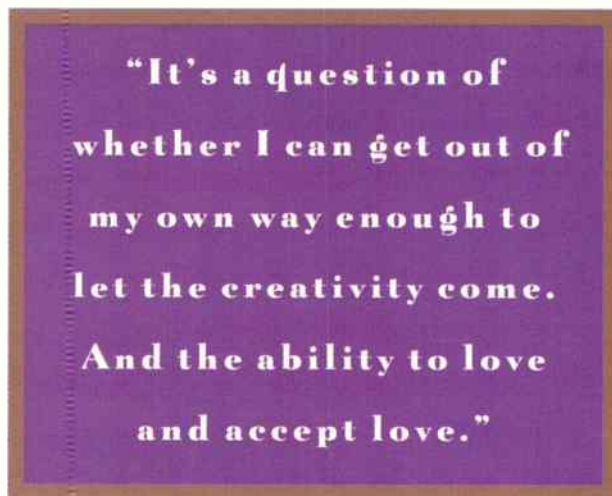 “It’s a question of
whether I can get out of
my own way enough to
let the creativity come.
And the ability to love
and accept love.”